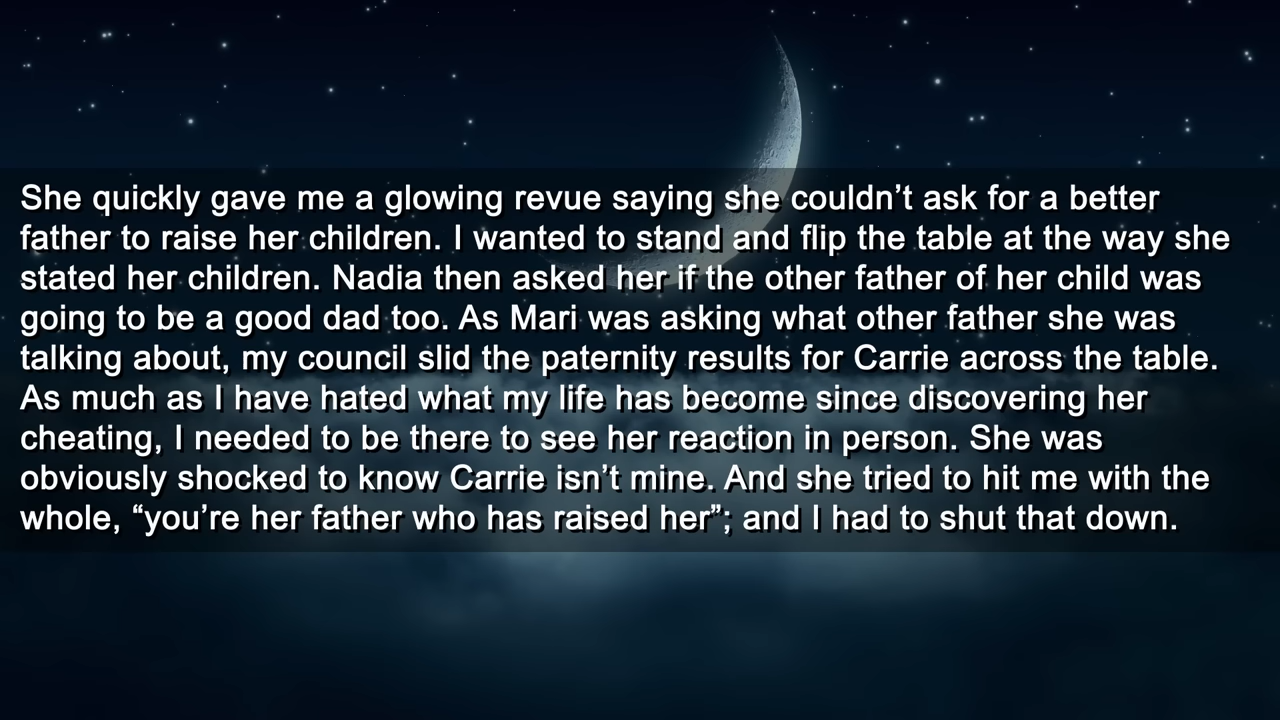 She quickly gave me a glowing revue saying she couldn’t ask for a better
father to raise her children. I wanted to stand and flip the table at the way she
stated her children. Nadia then asked her if the other father of her child was
going to be a good dad too. As Mari was asking what other father she was
talking about, my council slid the paternity results for Carrie across the table.
As much as I have hated what my life has become since discovering her
cheating, I needed to be there to see her reaction in person. She was
obviously shocked to know Carrie isn’t mine. And she tried to hit me with the
whole, “you’re her father who has raised her”; and I had to shut that down.